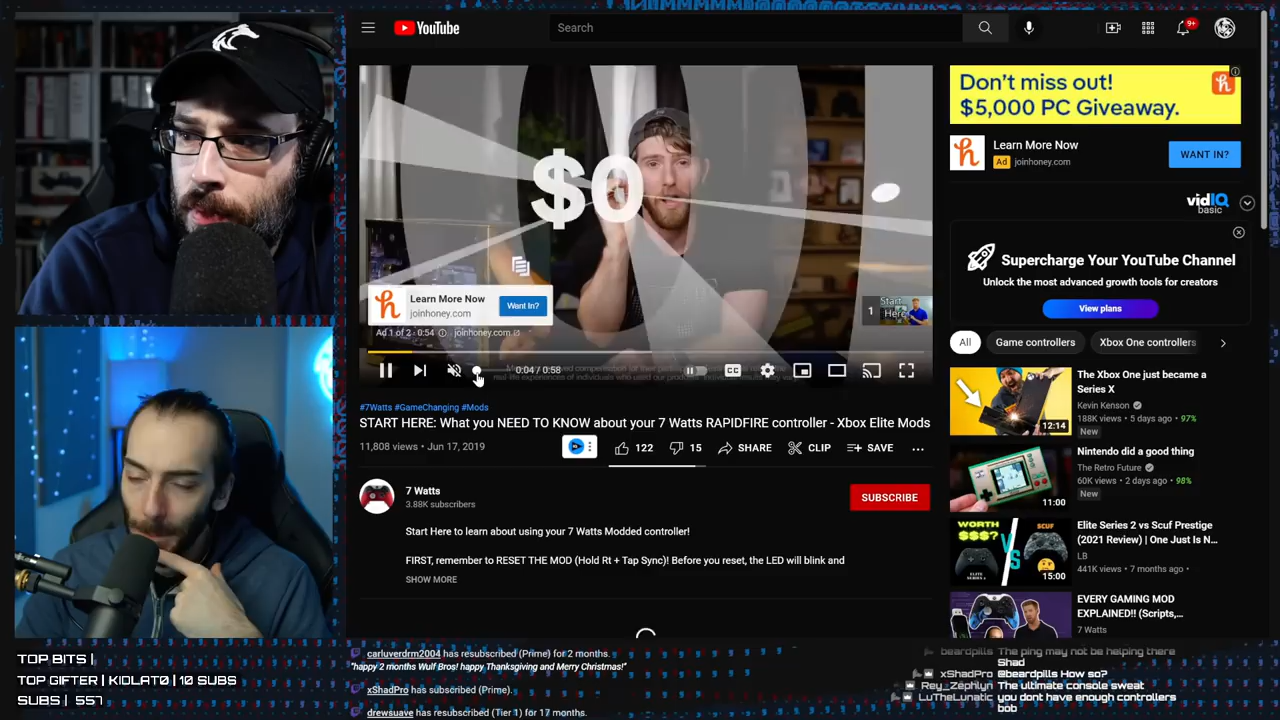 YouTube
Search
9+
$0
Learn More Now
joinhoney.com
Want In?
Ad 1 of 2 · 0:54
joinhoney.com
1
Start
Here
0:04 / 0:58
CC
#7Watts #GameChanging #Mods
START HERE: What you NEED TO KNOW about your 7 Watts RAPIDFIRE controller - Xbox Elite Mods
11,808 views • Jun 17, 2019
122
15
SHARE
CLIP
SAVE
7 Watts
3.88K subscribers
SUBSCRIBE
Start Here to learn about using your 7 Watts Modded controller!
FIRST, remember to RESET THE MOD (Hold Rt + Tap Sync)! Before you reset, the LED will blink and
SHOW MORE
Don't miss out!
$5,000 PC Giveaway.
Learn More Now
Ad joinhoney.com
WANT IN?
vidIQ
basic
Supercharge Your YouTube Channel
Unlock the most advanced growth tools for creators
View plans
All
Game controllers
Xbox One controllers
The Xbox One just became a
Series X
Kevin Kenson
188K views • 5 days ago • 97%
New
12:14
Nintendo did a good thing
The Retro Future
60K views • 2 days ago • 98%
New
11:00
WORTH
$$$?
VS
Elite Series 2 vs Scuf Prestige
(2021 Review) | One Just Is N...
LB
441K views • 7 months ago •
15:00
EVERY GAMING MOD
EXPLAINED!! (Scripts,...
7 Watts
TOP BITS |
TOP GIFTER | KIDLAT0 | 10 SUBS
SUBS | 557
carluverdrm2004 has resubscribed (Prime) for 2 months.
"happy 2 months Wulf Bros! happy Thanksgiving and Merry Christmas!"
xShadPro has subscribed (Prime).
drewsuave has resubscribed (Tier 1) for 17 months.
beardpills The ping may not be helping there
Shad
xShadPro @beardpills How so?
Rey_Zephlyn The ultimate console sweat
LuTheLunatic you dont have enough controllers
bob